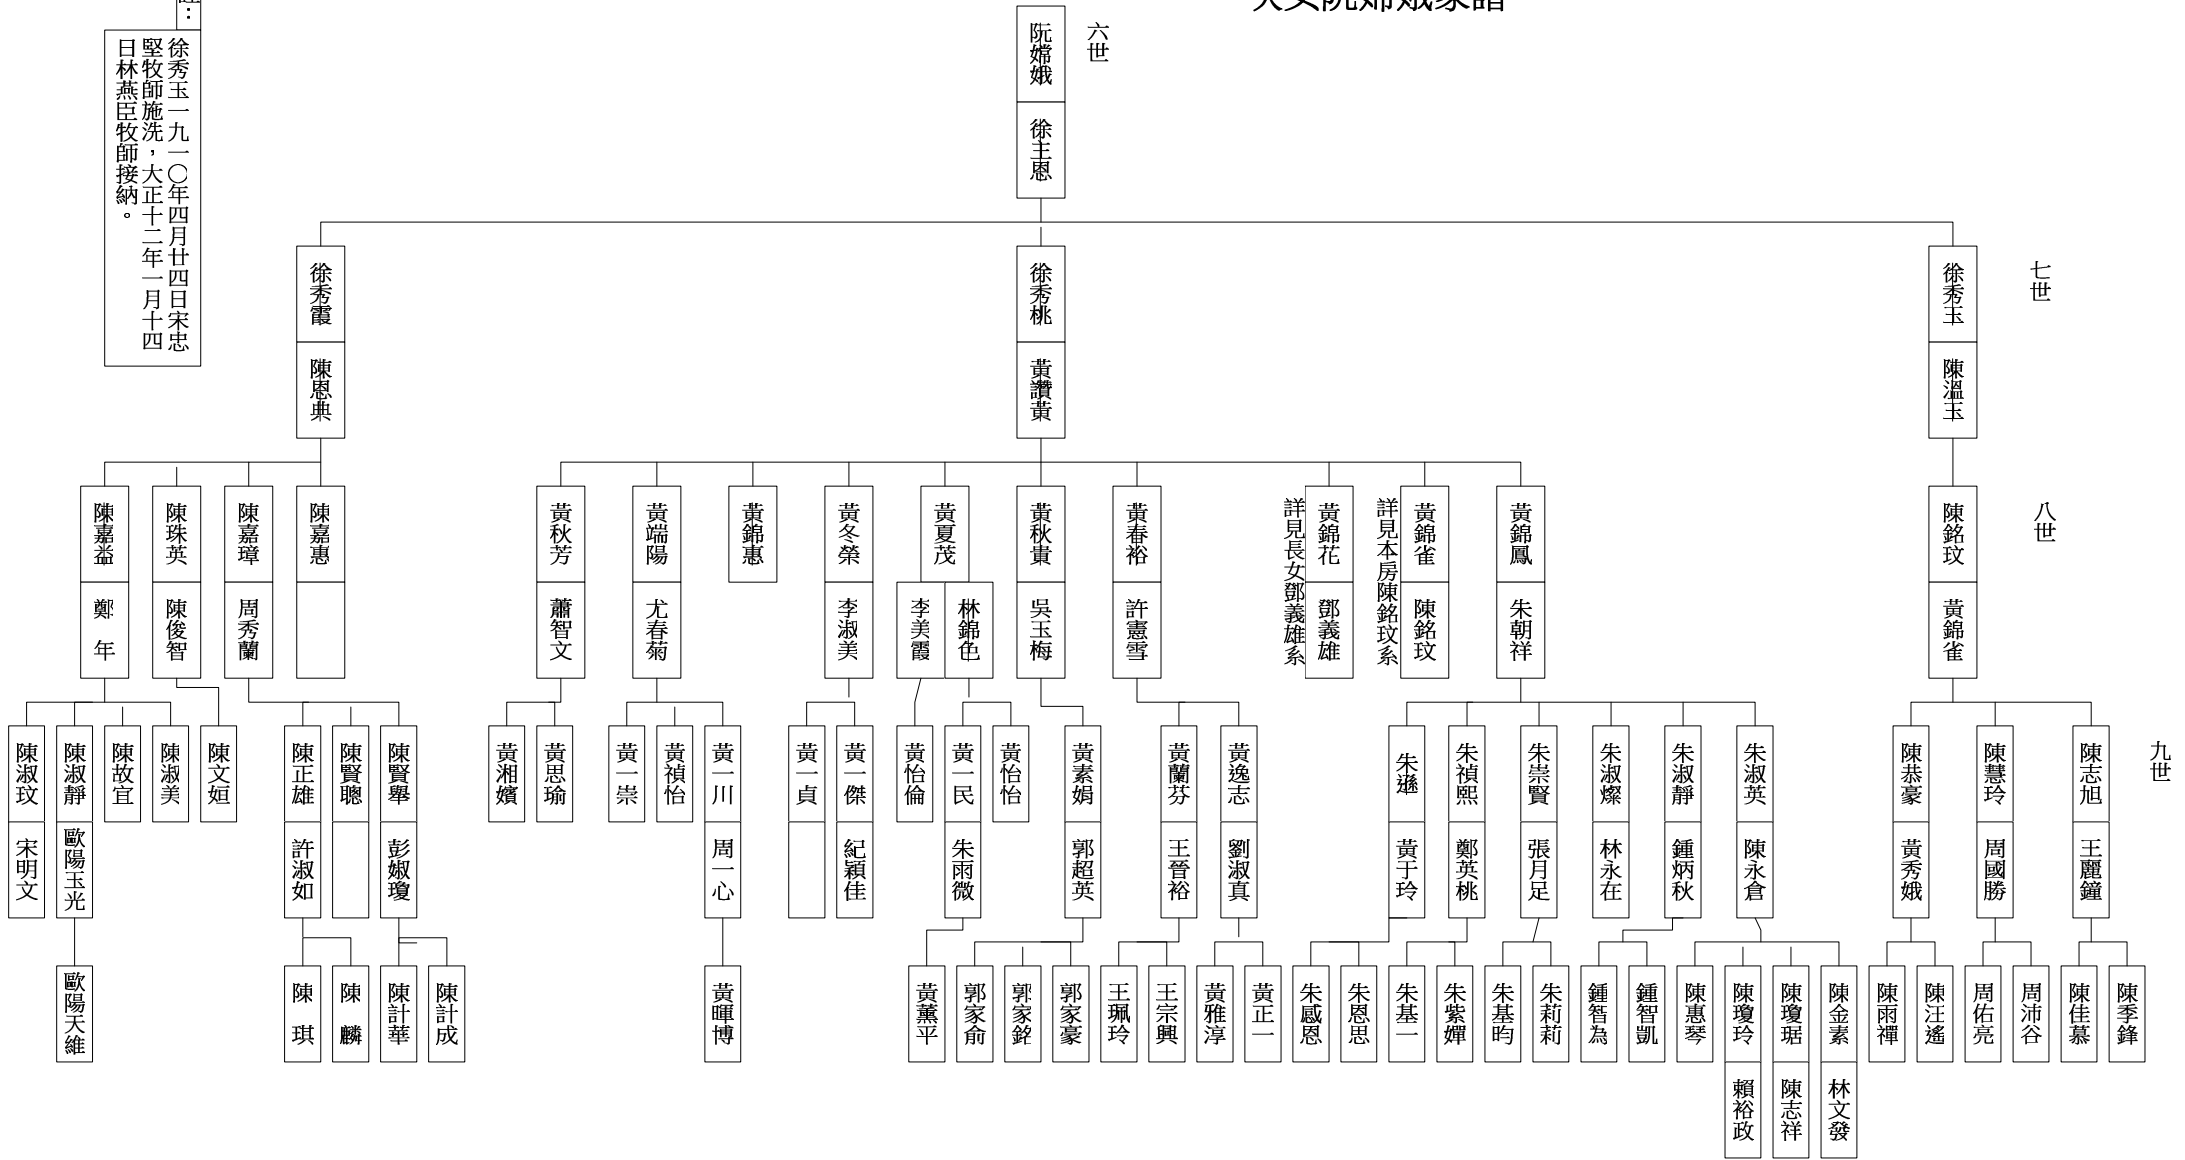 六世
阮嫦娥
徐主恩
七世
徐秀玉
陳溫玉
徐秀桃
黃讚黃
徐秀霞
陳恩典
八世
陳銘玟
黃錦雀
黃錦鳳
朱朝祥
黃錦雀
陳銘玟
詳見本房陳銘玟系
黃錦花
鄧義雄
詳見長女鄧義雄系
黃春裕
許憲雪
黃秋貴
吳玉梅
黃夏茂
林錦色
李美霞
黃冬榮
李淑美
黃錦惠
黃端陽
尤春菊
黃秋芳
蕭智文
陳嘉惠
陳嘉璋
周秀蘭
陳珠英
陳俊智
陳嘉益
鄭 年
九世
陳志旭
王麗鐘
陳慧玲
周國勝
陳恭豪
黃秀娥
朱淑英
陳永倉
朱淑靜
鍾炳秋
朱淑燦
林永在
朱崇賢
張月足
朱禎熙
鄭英桃
朱遜
黃于玲
黃逸志
劉淑真
黃蘭芬
王晉裕
黃素娟
郭超英
黃怡怡
黃一民
朱雨微
黃怡倫
黃一傑
紀穎佳
黃一貞
黃一川
周一心
黃禎怡
黃一崇
黃思瑜
黃湘嬪
陳賢舉
彭婌瓊
陳賢聰
陳正雄
許淑如
陳文姮
陳淑美
陳故宜
陳淑靜
歐陽玉光
陳淑玟
宋明文
陳季鋒
陳佳慕
周沛谷
周佑亮
陳汪遙
陳雨禪
陳金素
林文發
陳瓊琚
陳志祥
陳瓊玲
賴裕政
陳惠琴
鍾智凱
鍾智為
朱莉莉
朱基昀
朱紫嬋
朱基一
朱恩思
朱感恩
黃正一
黃雅淳
王宗興
王珮玲
郭家豪
郭家銘
郭家俞
黃薰平
黃暉博
陳計成
陳計華
陳 麟
陳 琪
歐陽天維
徐秀玉一九一〇年四月廿四日宋忠
堅牧師施洗，大正十二年一月十四
日林燕臣牧師接納。